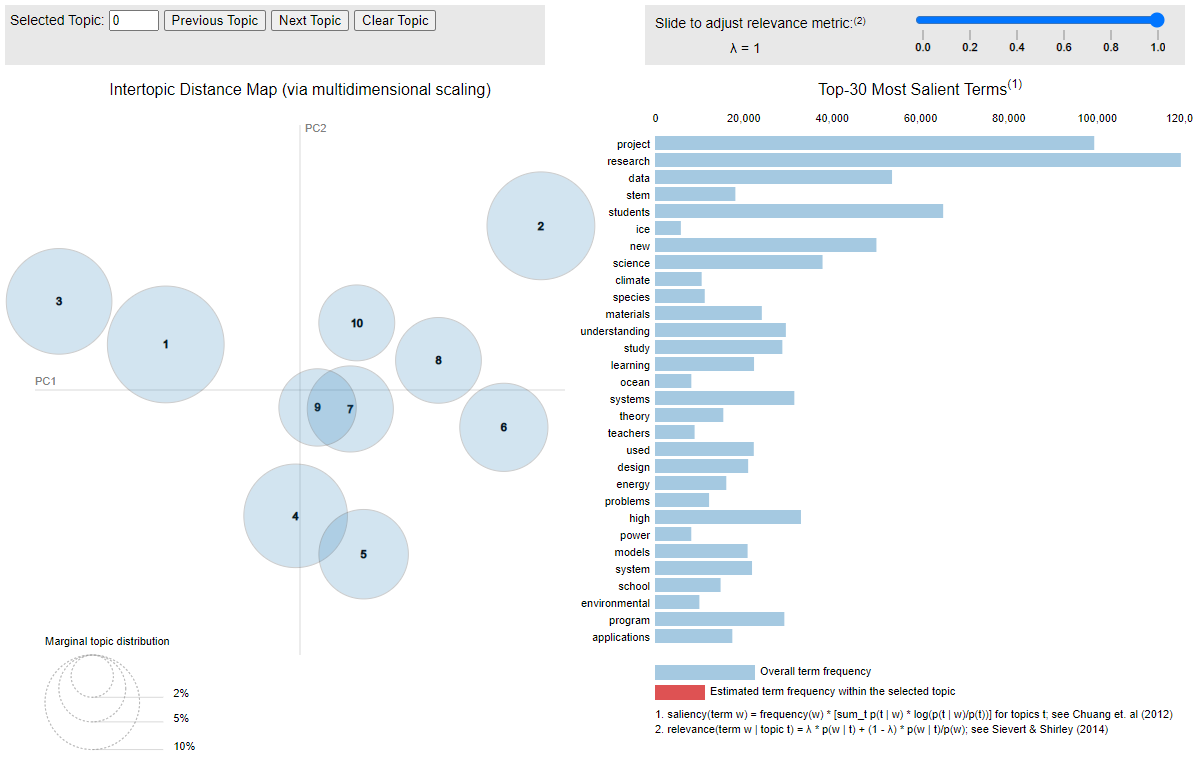 Selected Topic: 0 Previous Topic Next Topic Clear Topic
Slide to adjust relevance metric:(2)
λ = 1
0.0 0.2 0.4 0.6 0.8 1.0
Intertopic Distance Map (via multidimensional scaling)
PC2
PC1
2
3
1
10
8
9
7
6
4
5
Marginal topic distribution
2%
5%
10%
Top-30 Most Salient Terms(1)
0 20,000 40,000 60,000 80,000 100,000 120,0
project
research
data
stem
students
ice
new
science
climate
species
materials
understanding
study
learning
ocean
systems
theory
teachers
used
design
energy
problems
high
power
models
system
school
environmental
program
applications
Overall term frequency
Estimated term frequency within the selected topic
1. saliency(term w) = frequency(w) * [sum_t p(t | w) * log(p(t | w)/p(t))] for topics t; see Chuang et. al (2012)
2. relevance(term w | topic t) = λ * p(w | t) + (1 - λ) * p(w | t)/p(w); see Sievert & Shirley (2014)